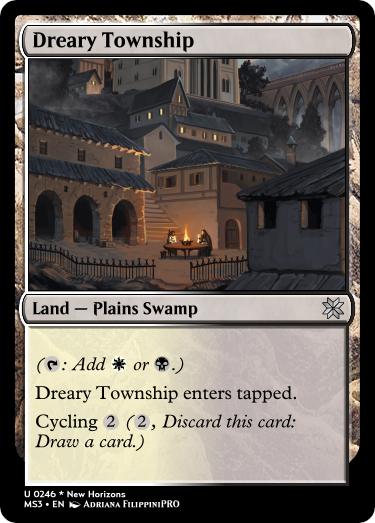 Dreary Township
Land — Plains Swamp
(: Add or .)
Dreary Township enters tapped.
Cycling 2 (2, Discard this card:
Draw a card.)
U 0246 * New Horizons
MS3 • EN Adriana FilippiniPRO